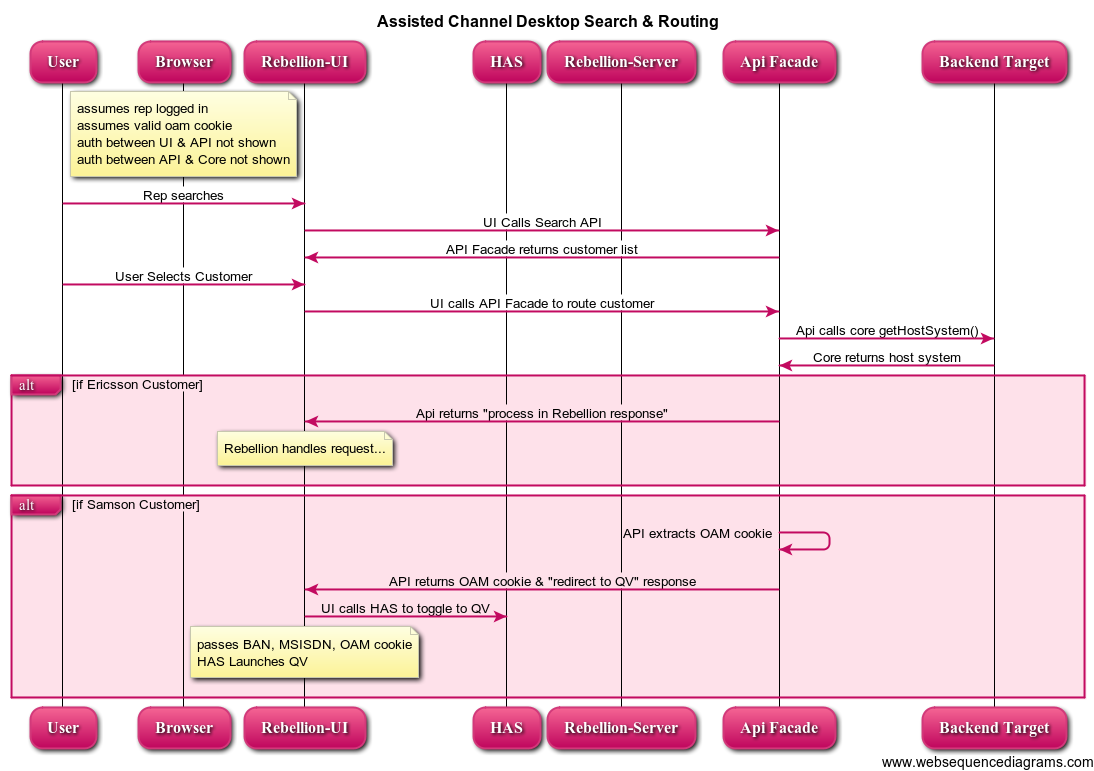 Assisted Channel Desktop Search & Routing
User
Browser
Rebellion-UI
HAS
Rebellion-Server
Api Facade
Backend Target
assumes rep logged in
assumes valid oam cookie
auth between UI & API not shown
auth between API & Core not shown
Rep searches
UI Calls Search API
API Facade returns customer list
User Selects Customer
UI calls API Facade to route customer
Api calls core getHostSystem()
Core returns host system
alt
[if Ericsson Customer]
Api returns "process in Rebellion response"
Rebellion handles request...
alt
[if Samson Customer]
API extracts OAM cookie
API returns OAM cookie & "redirect to QV" response
UI calls HAS to toggle to QV
passes BAN, MSISDN, OAM cookie
HAS Launches QV
User
Browser
Rebellion-UI
HAS
Rebellion-Server
Api Facade
Backend Target
www.websequencediagrams.com